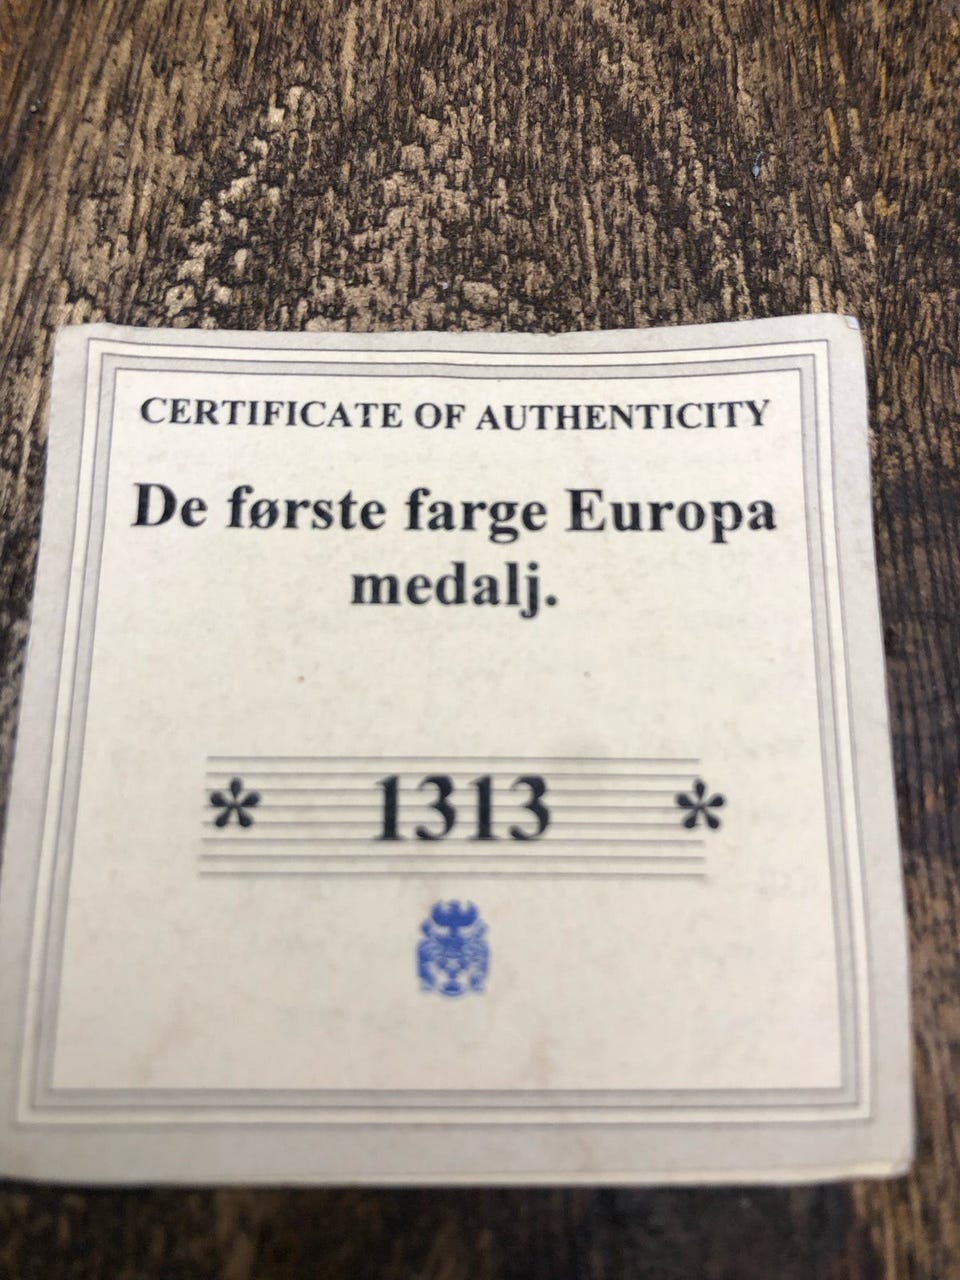 CERTIFICATE OF AUTHENTICITY
De første farge Europa
medalj.
* 1313 *